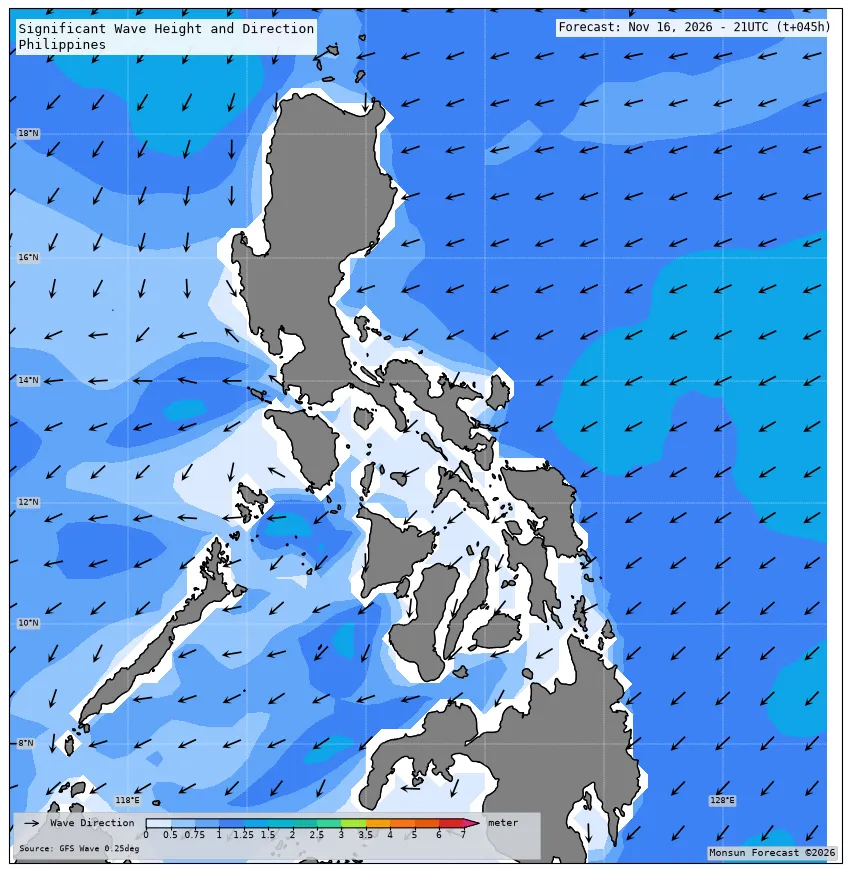 Significant Wave Height and Direction
Philippines
Forecast: Nov 16, 2026 - 21UTC (t+045h)
18°N
16°N
14°N
12°N
10°N
8°N
118°E
128°E
Wave Direction
meter
0 0.5 0.75 1 1.25 1.5 2 2.5 3 3.5 4 5 6 7
Source: GFS Wave 0.25deg
Monsun Forecast ©2026